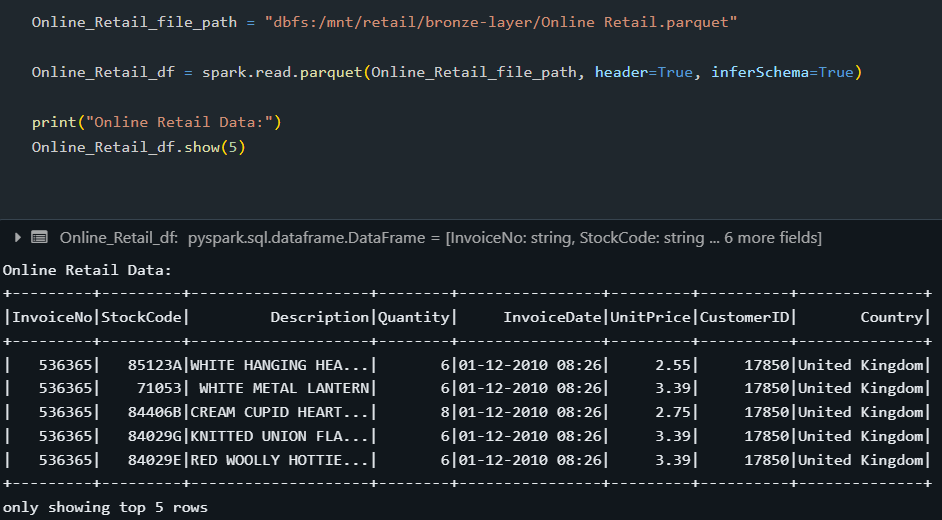 Online_Retail_file_path = "dbfs:/mnt/retail/bronze-layer/Online Retail.parquet"
Online_Retail_df = spark.read.parquet(Online_Retail_file_path, header=True, inferSchema=True)
print("Online Retail Data:")
Online_Retail_df.show(5)
Online_Retail_df: pyspark.sql.dataframe.DataFrame = [InvoiceNo: string, StockCode: string ... 6 more fields]
Online Retail Data:
+---------+---------+--------------------+--------+----------------+---------+----------+--------------+
|InvoiceNo|StockCode|         Description|Quantity|     InvoiceDate|UnitPrice|CustomerID|       Country|
+---------+---------+--------------------+--------+----------------+---------+----------+--------------+
|   536365|   85123A|WHITE HANGING HEA...|       6|01-12-2010 08:26|     2.55|     17850|United Kingdom|
|   536365|    71053| WHITE METAL LANTERN|       6|01-12-2010 08:26|     3.39|     17850|United Kingdom|
|   536365|   84406B|CREAM CUPID HEART...|       8|01-12-2010 08:26|     2.75|     17850|United Kingdom|
|   536365|   84029G|KNITTED UNION FLA...|       6|01-12-2010 08:26|     3.39|     17850|United Kingdom|
|   536365|   84029E|RED WOOLLY HOTTIE...|       6|01-12-2010 08:26|     3.39|     17850|United Kingdom|
+---------+---------+--------------------+--------+----------------+---------+----------+--------------+
only showing top 5 rows